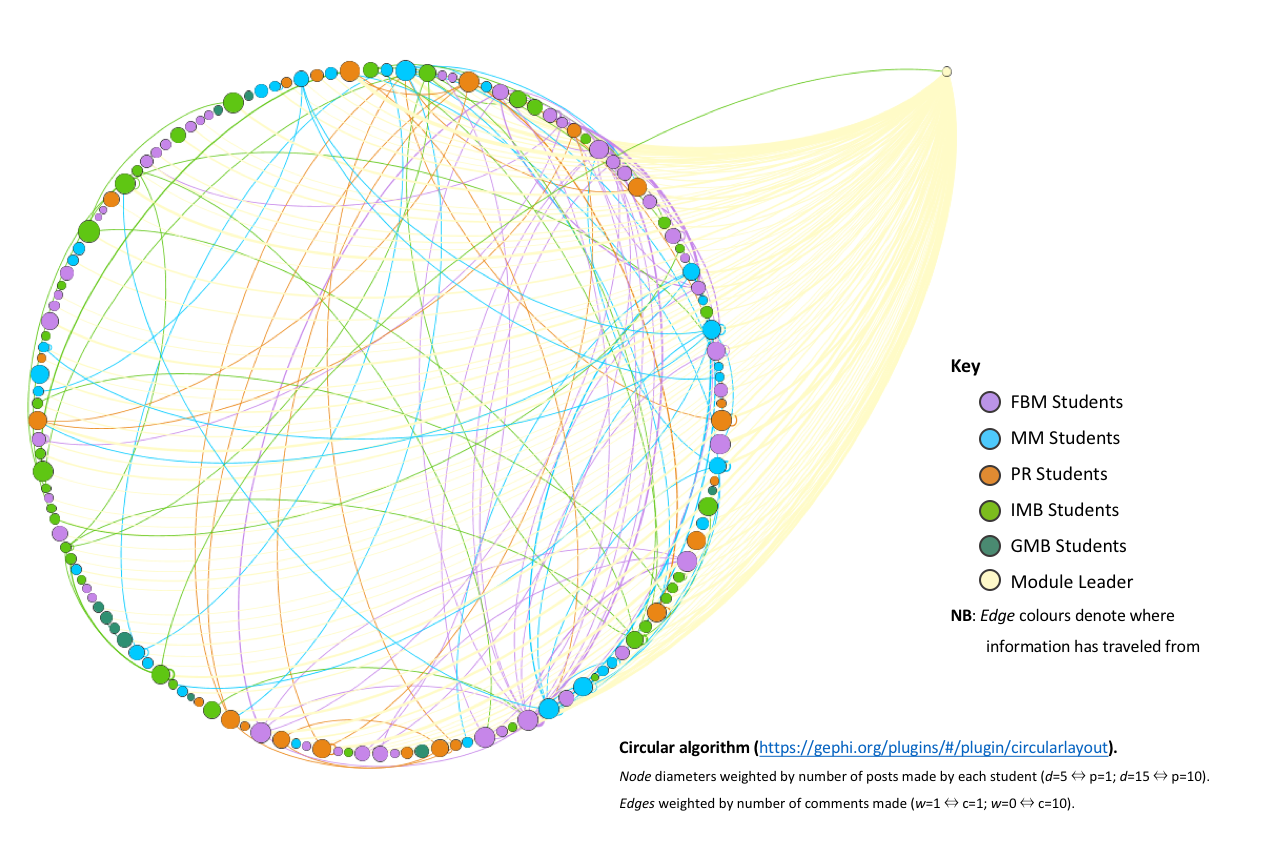 Key
FBM Students
MM Students
PR Students
IMB Students
GMB Students
Module Leader
NB: Edge colours denote where
information has traveled from
Circular algorithm (https://gephi.org/plugins/#/plugin/circularlayout).
Node diameters weighted by number of posts made by each student (d=5 ⇔ p=1; d=15 ⇔ p=10).
Edges weighted by number of comments made (w=1 ⇔ c=1; w=0 ⇔ c=10).